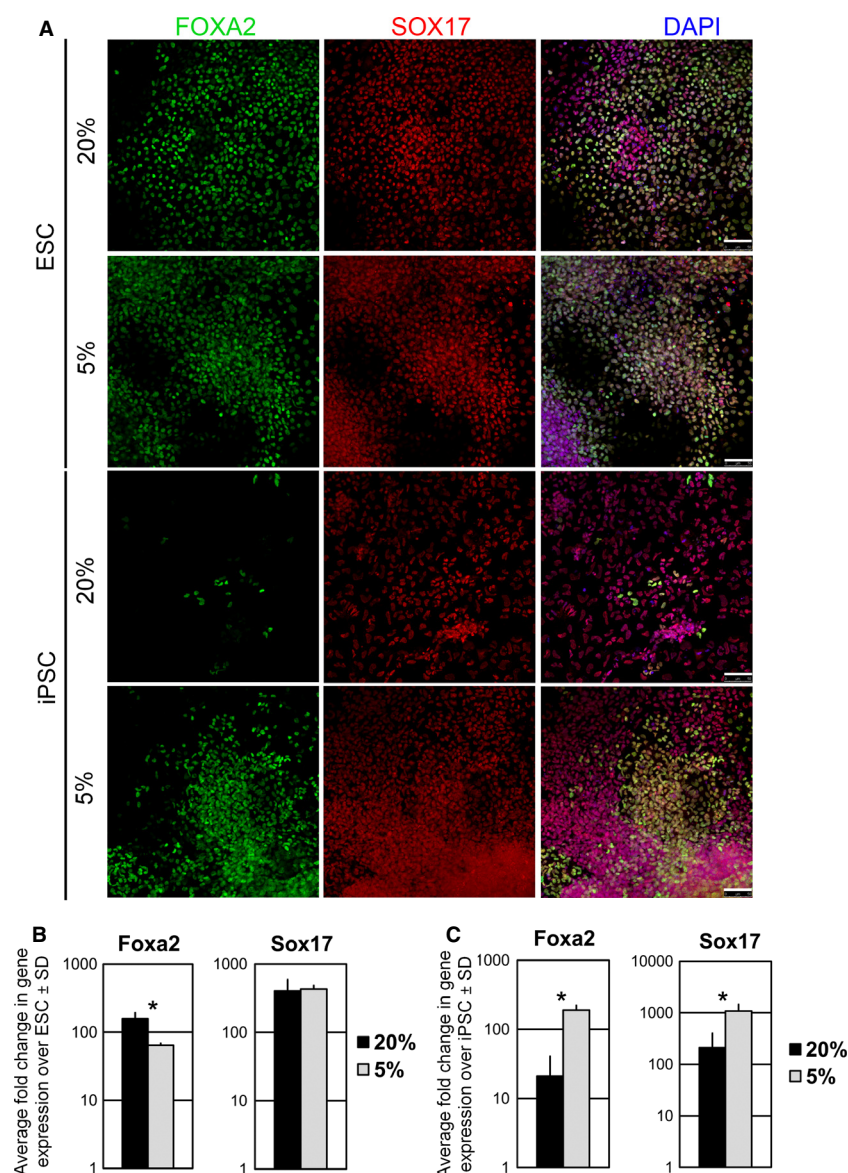 A
FOXA2 SOX17 DAPI
ESC
20%
5%
iPSC
20%
5%
B
Foxa2 Sox17
Average fold change in gene
expression over ESC ± SD
1000
100
10
1
*
1000
100
10
1
20%
5%
C
Foxa2 Sox17
Average fold change in gene
expression over iPSC ± SD
1000
100
10
1
*
10000
1000
100
10
1
*
20%
5%